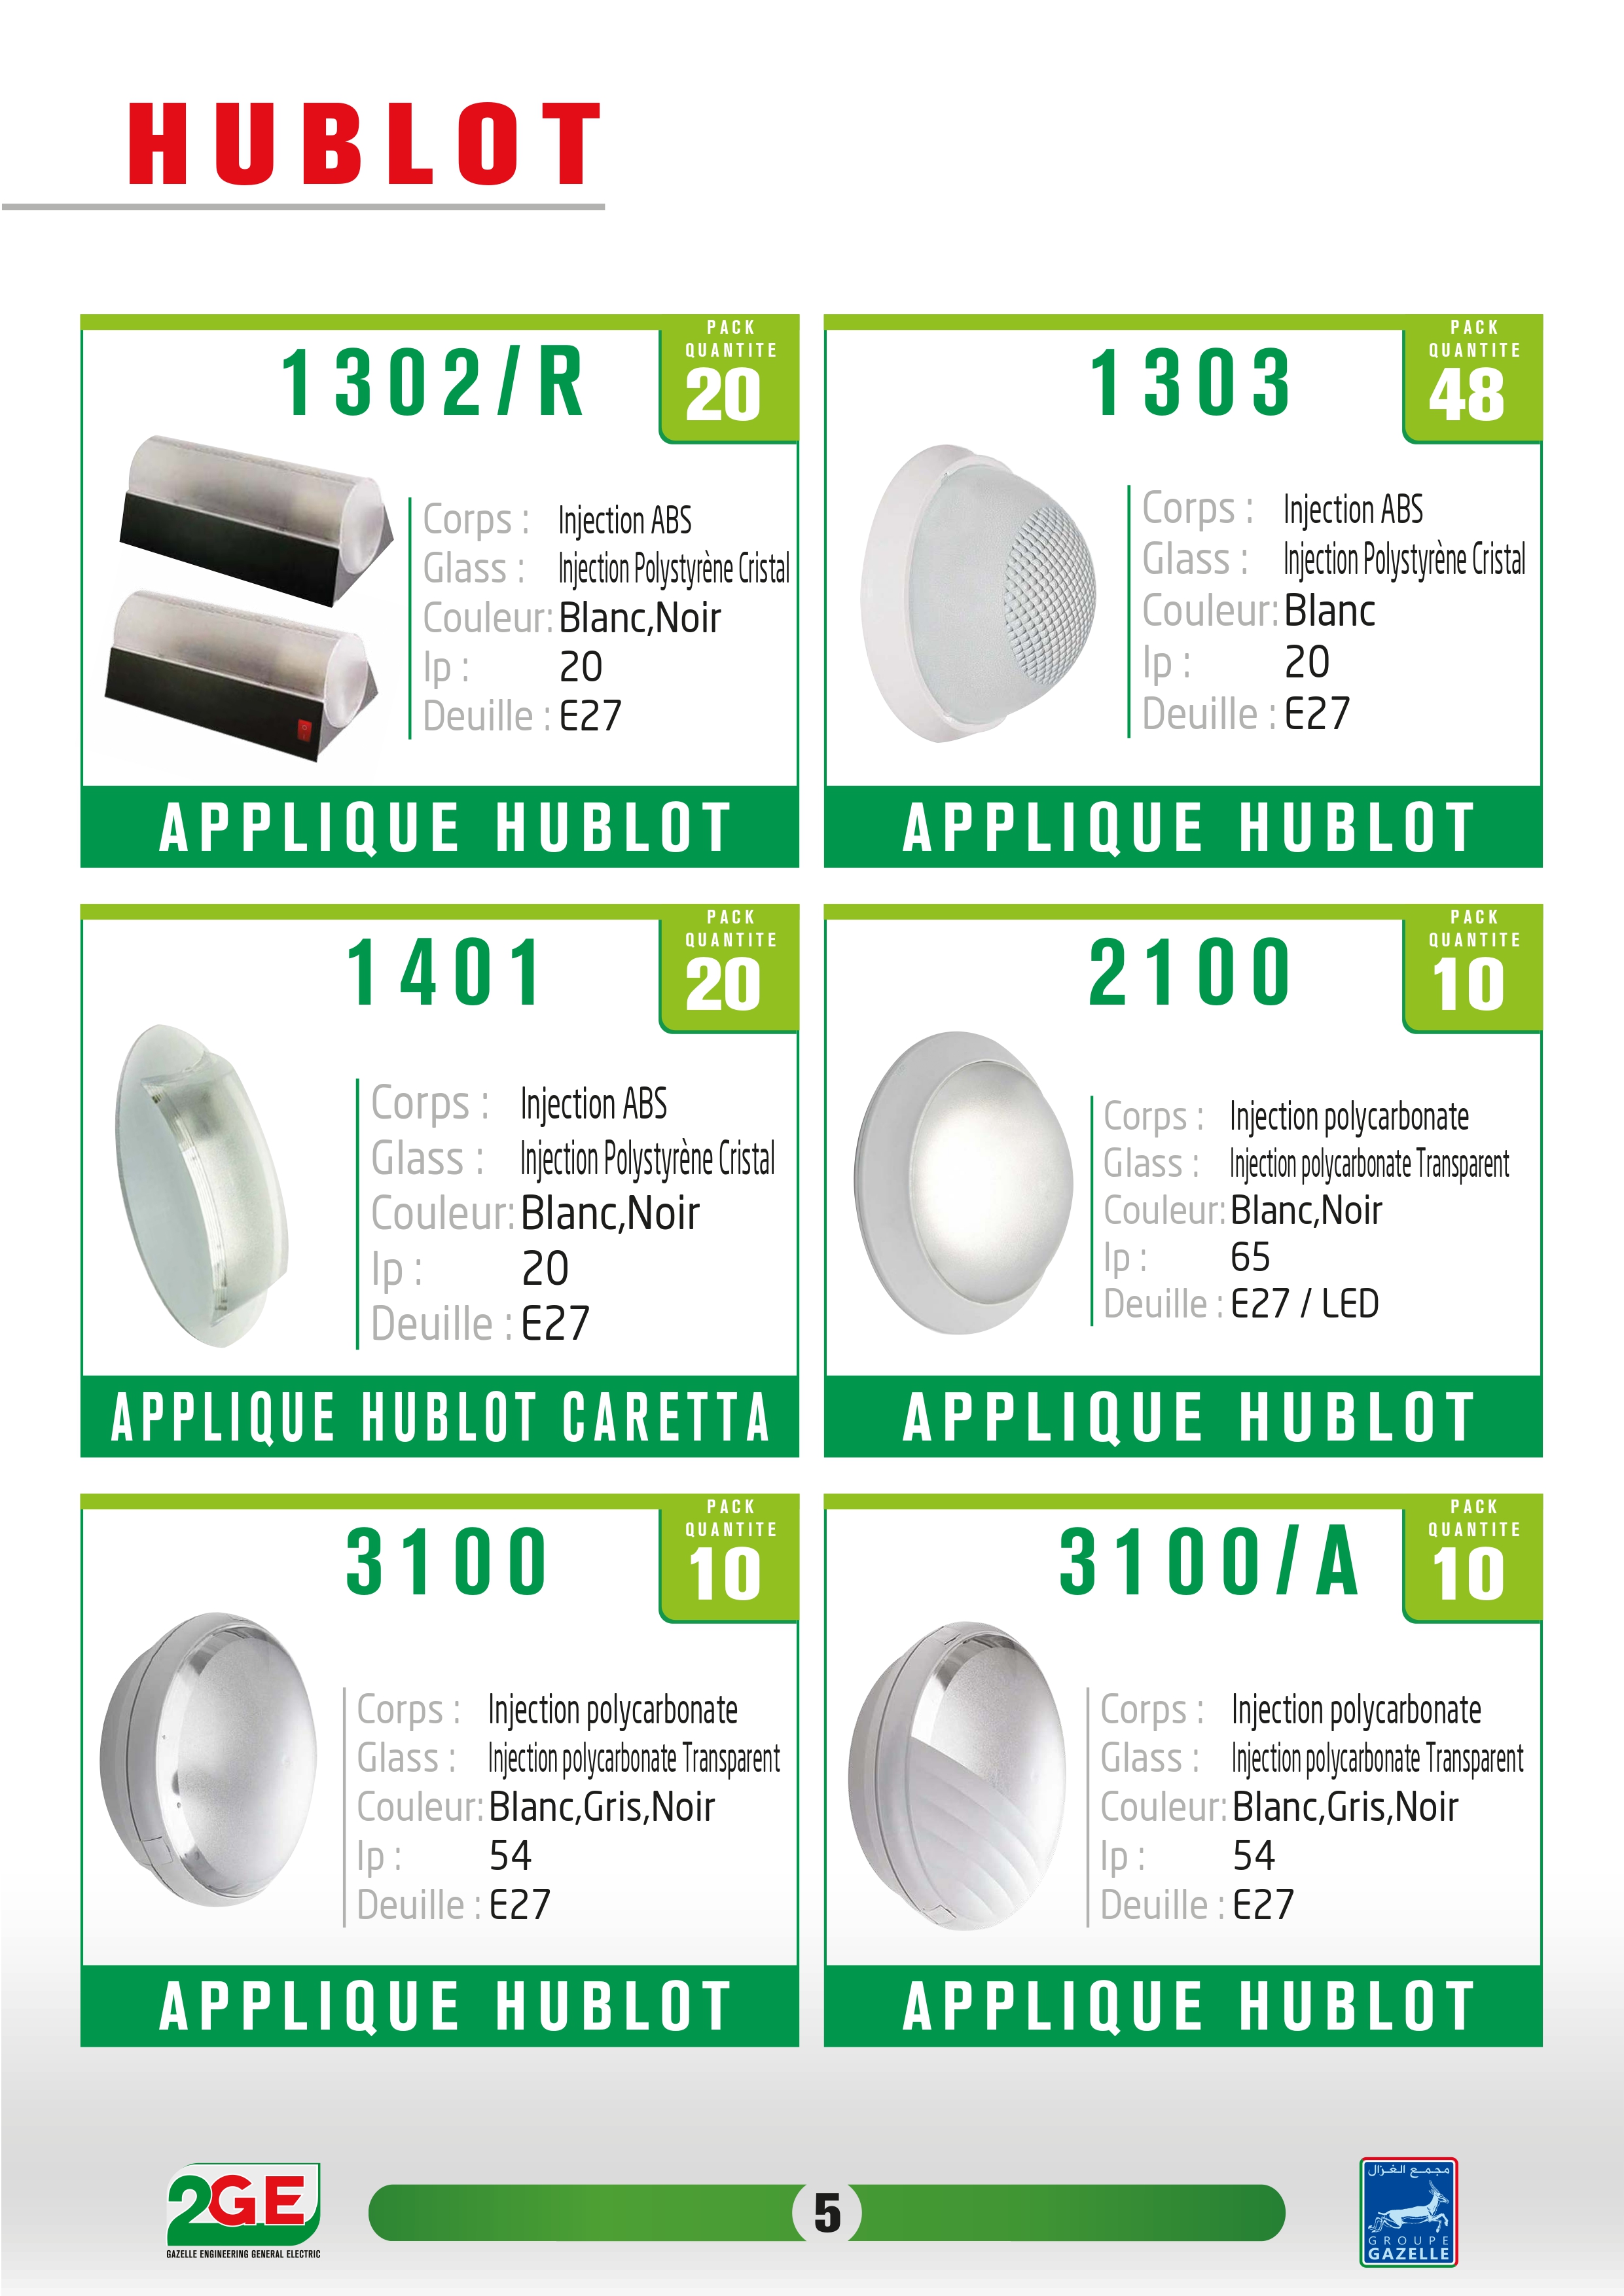 HUBLOT
1302/R
PACK
QUANTITE
20
Corps : Injection ABS
Glass : Injection Polystyrène Cristal
Couleur: Blanc,Noir
Ip : 20
Deuille : E27
APPLIQUE HUBLOT
1303
PACK
QUANTITE
48
Corps : Injection ABS
Glass : Injection Polystyrène Cristal
Couleur: Blanc
Ip : 20
Deuille : E27
APPLIQUE HUBLOT
1401
PACK
QUANTITE
20
Corps : Injection ABS
Glass : Injection Polystyrène Cristal
Couleur: Blanc,Noir
Ip : 20
Deuille : E27
APPLIQUE HUBLOT CARETTA
2100
PACK
QUANTITE
10
Corps : Injection polycarbonate
Glass : Injection polycarbonate Transparent
Couleur: Blanc,Noir
Ip : 65
Deuille : E27 / LED
APPLIQUE HUBLOT
3100
PACK
QUANTITE
10
Corps : Injection polycarbonate
Glass : Injection polycarbonate Transparent
Couleur: Blanc,Gris,Noir
Ip : 54
Deuille : E27
APPLIQUE HUBLOT
3100/A
PACK
QUANTITE
10
Corps : Injection polycarbonate
Glass : Injection polycarbonate Transparent
Couleur: Blanc,Gris,Noir
Ip : 54
Deuille : E27
APPLIQUE HUBLOT
2GE
GAZELLE ENGINEERING GENERAL ELECTRIC
5
مجمع الغزال
GROUPE
GAZELLE